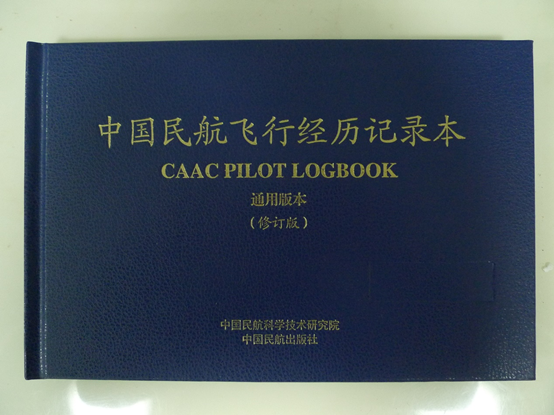 中国民航飞行经历记录本
CAAC PILOT LOGBOOK
通用版本
（修订版）
中国民航科学技术研究院
中国民航出版社